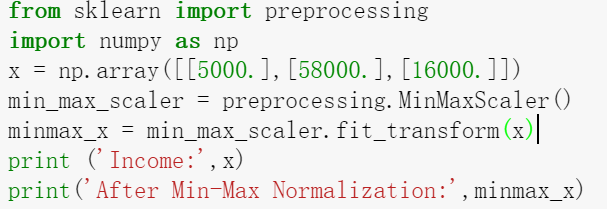 from sklearn import preprocessing
import numpy as np
x = np.array([[5000.],[58000.],[16000.]])
min_max_scaler = preprocessing.MinMaxScaler()
minmax_x = min_max_scaler.fit_transform(x)
print ('Income:',x)
print('After Min-Max Normalization:',minmax_x)